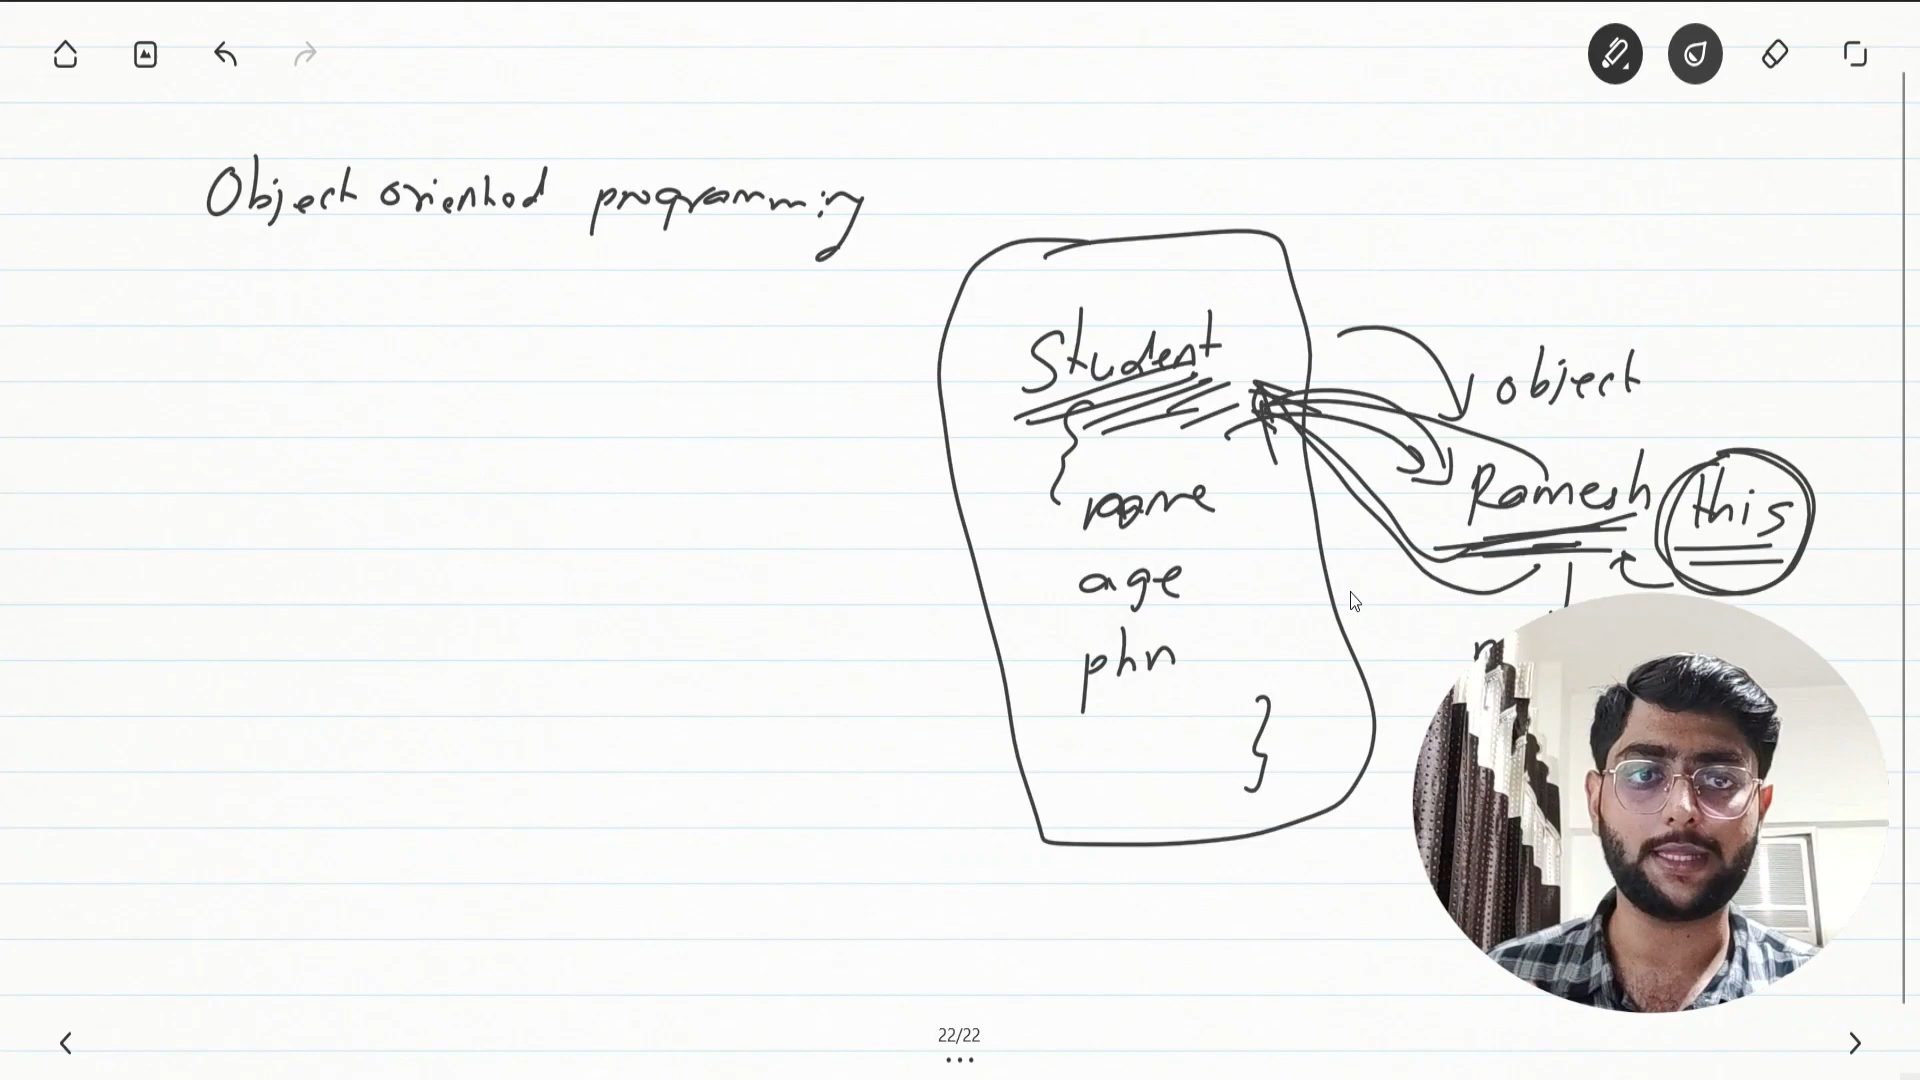 Object oriented programming
Student
object
{
name
Ramesh this
age
phn
}
22/22